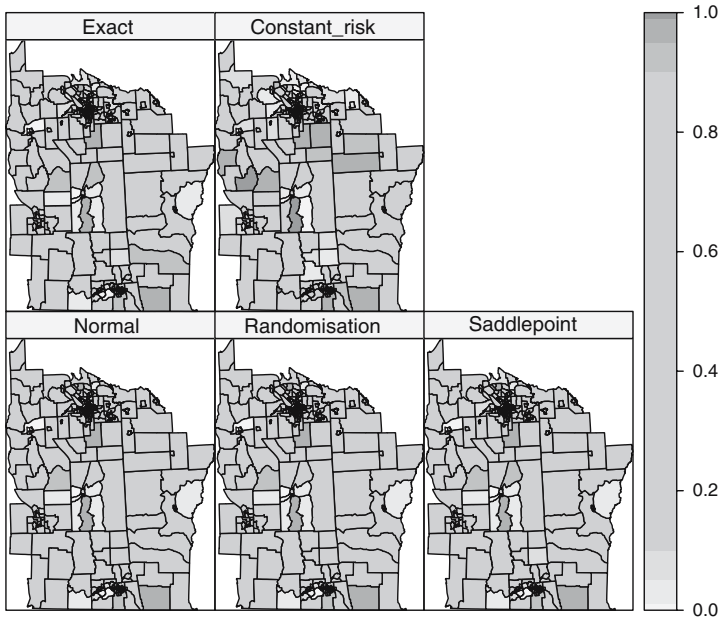 Exact
Constant_risk
Normal
Randomisation
Saddlepoint
1.0
0.8
0.6
0.4
0.2
0.0